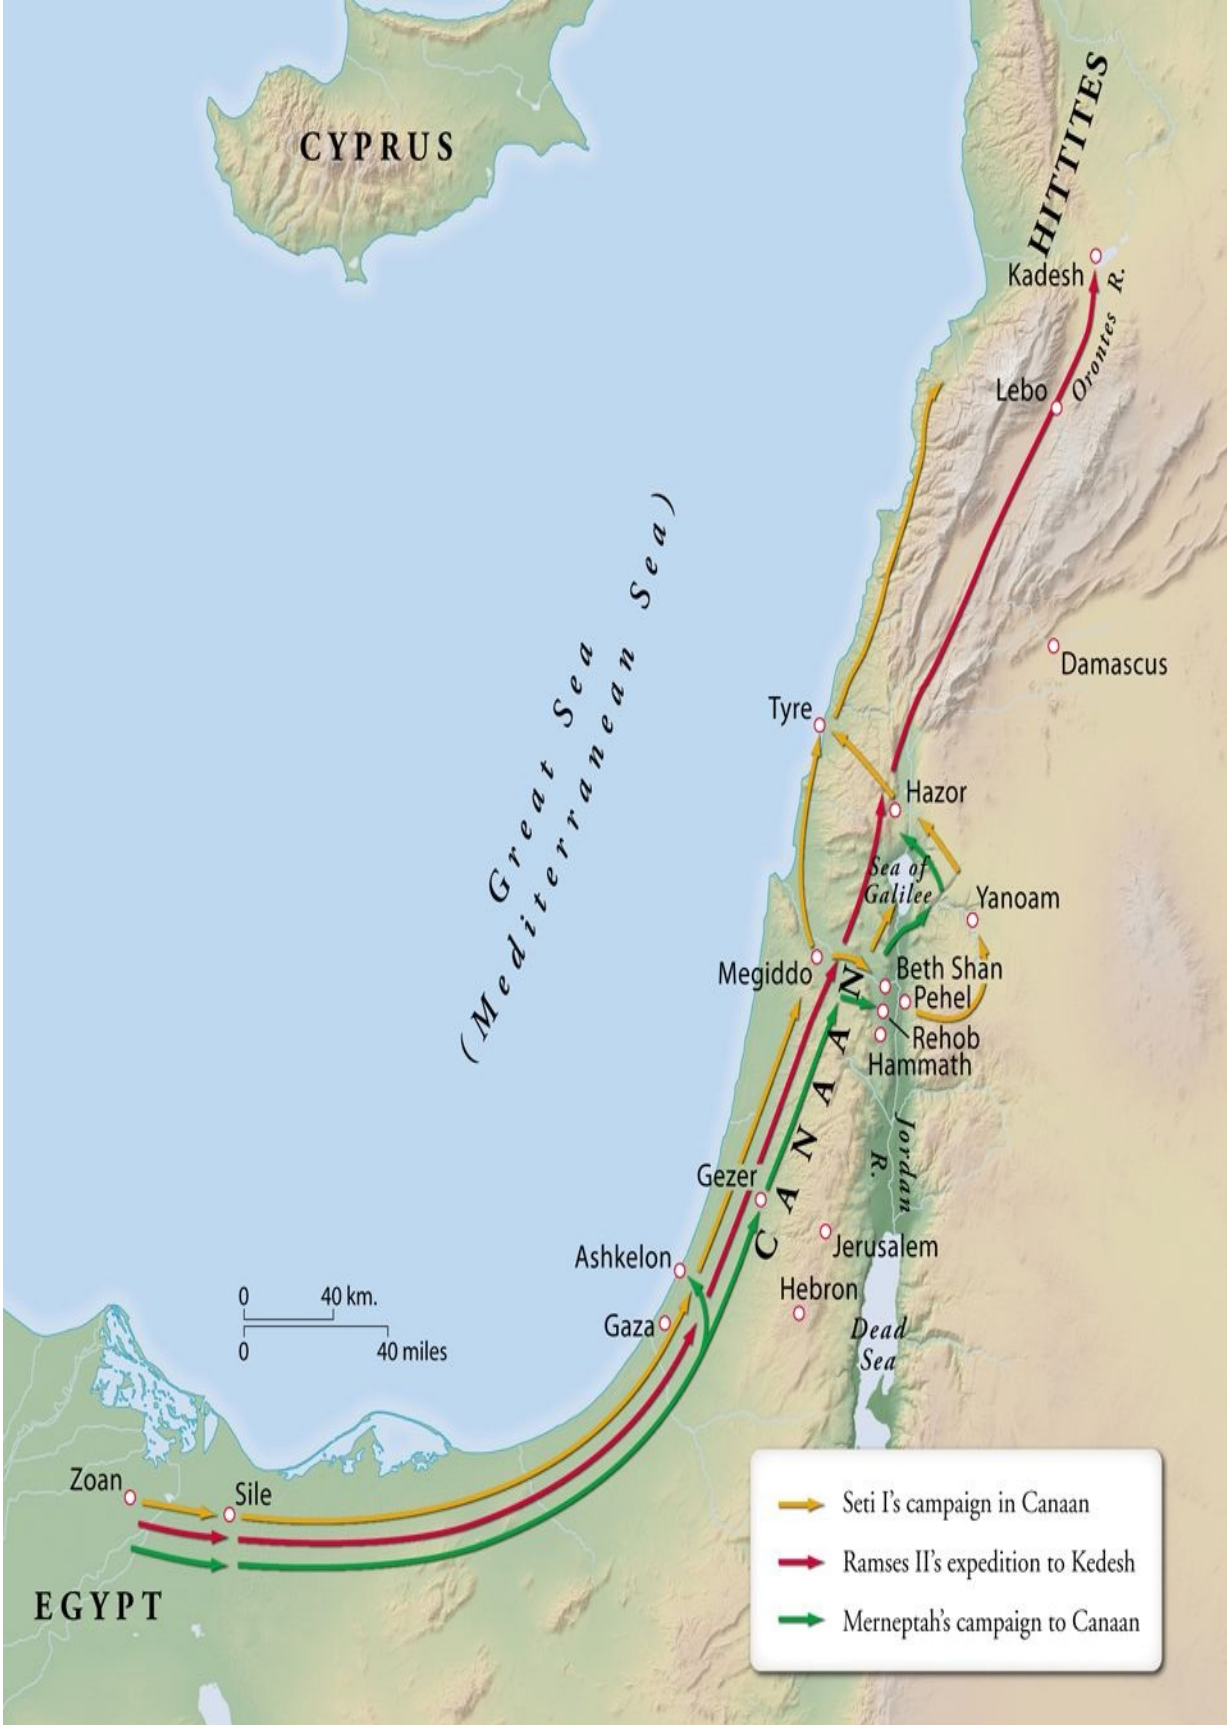 CYPRUS
HITTITES
Kadesh
Orontes R.
Lebo
Great Sea
(Mediterranean Sea)
Damascus
Tyre
Hazor
Sea of
Galilee
Yanoam
Megiddo
Beth Shan
Pehel
Rehob
Hammath
CANAAN
Jordan
R.
Gezer
Jerusalem
Ashkelon
Hebron
Gaza
Dead
Sea
0 40 km.
0 40 miles
Zoan
Sile
EGYPT
Seti I's campaign in Canaan
Ramses II's expedition to Kedesh
Merneptah's campaign to Canaan